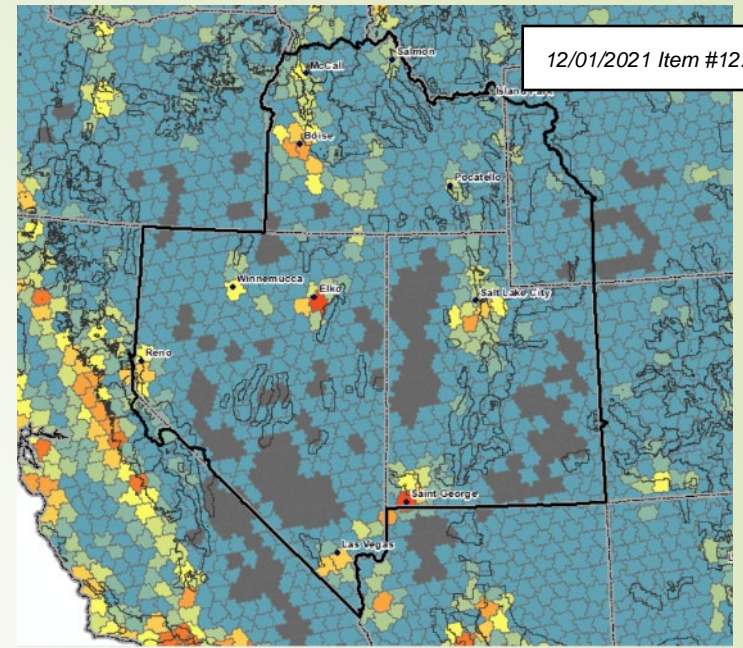 12/01/2021 Item #12.
Salmon
McCall
Island Park
Boise
Pocatello
Winnemucca
Elko
Salt Lake City
Reno
Saint George
Las Vegas